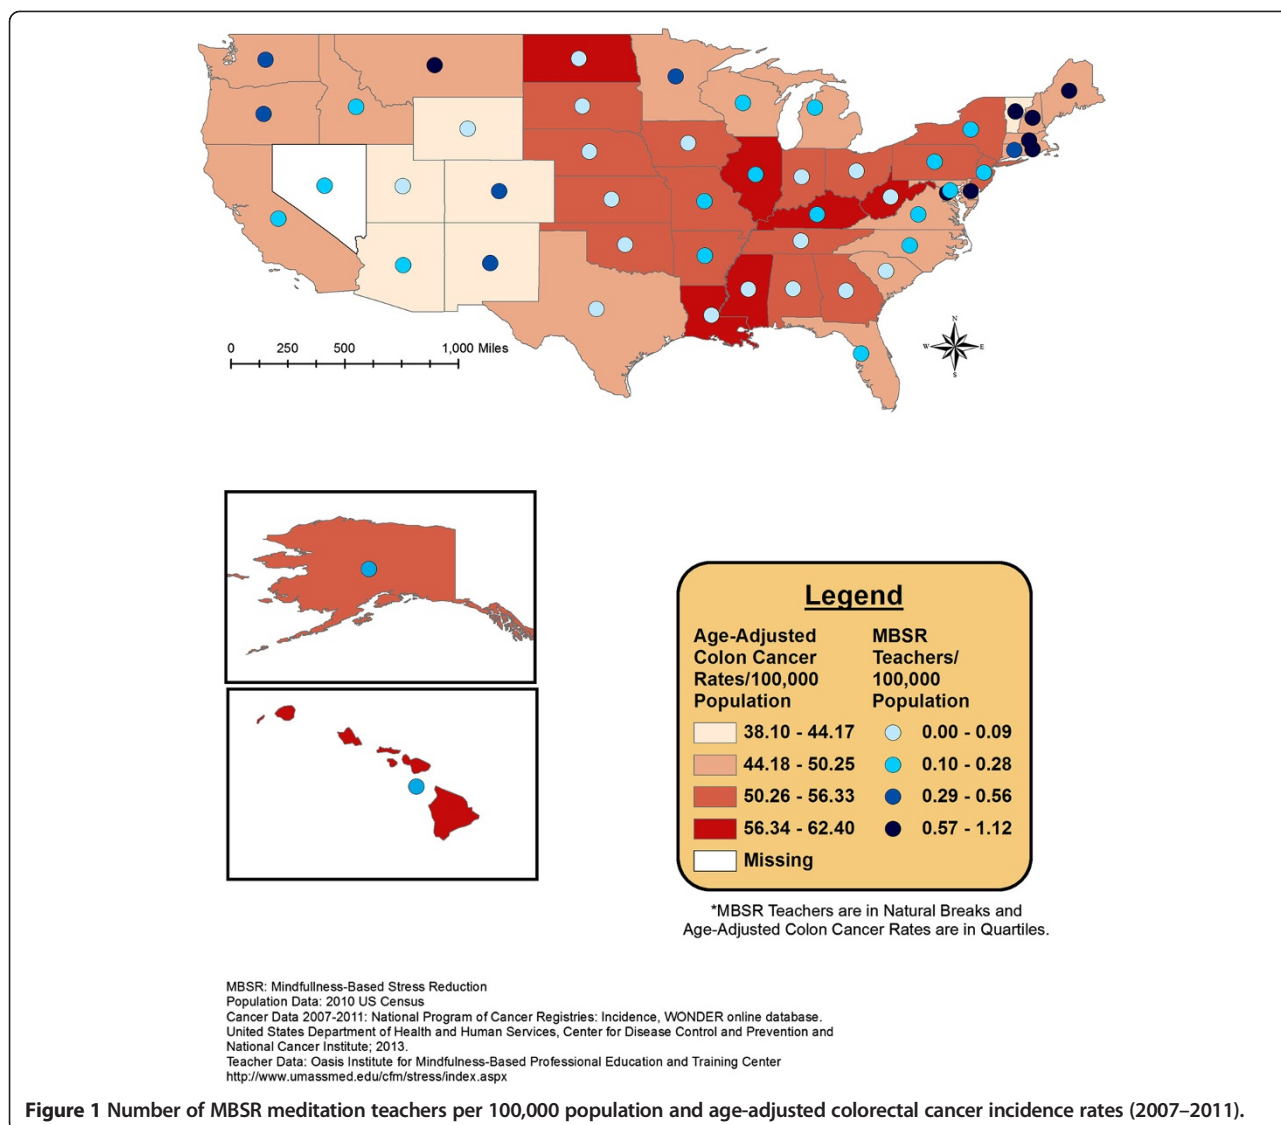 N
W
E
S
0 250 500 1,000 Miles
Legend
Age-Adjusted
Colon Cancer
Rates/100,000
Population
38.10 - 44.17
44.18 - 50.25
50.26 - 56.33
56.34 - 62.40
Missing
MBSR
Teachers/
100,000
Population
0.00 - 0.09
0.10 - 0.28
0.29 - 0.56
0.57 - 1.12
*MBSR Teachers are in Natural Breaks and
Age-Adjusted Colon Cancer Rates are in Quartiles.
MBSR: Mindfullness-Based Stress Reduction
Population Data: 2010 US Census
Cancer Data 2007-2011: National Program of Cancer Registries: Incidence, WONDER online database.
United States Department of Health and Human Services, Center for Disease Control and Prevention and
National Cancer Institute; 2013.
Teacher Data: Oasis Institute for Mindfulness-Based Professional Education and Training Center
http://www.umassmed.edu/cfm/stress/index.aspx
Figure 1 Number of MBSR meditation teachers per 100,000 population and age-adjusted colorectal cancer incidence rates (2007–2011).